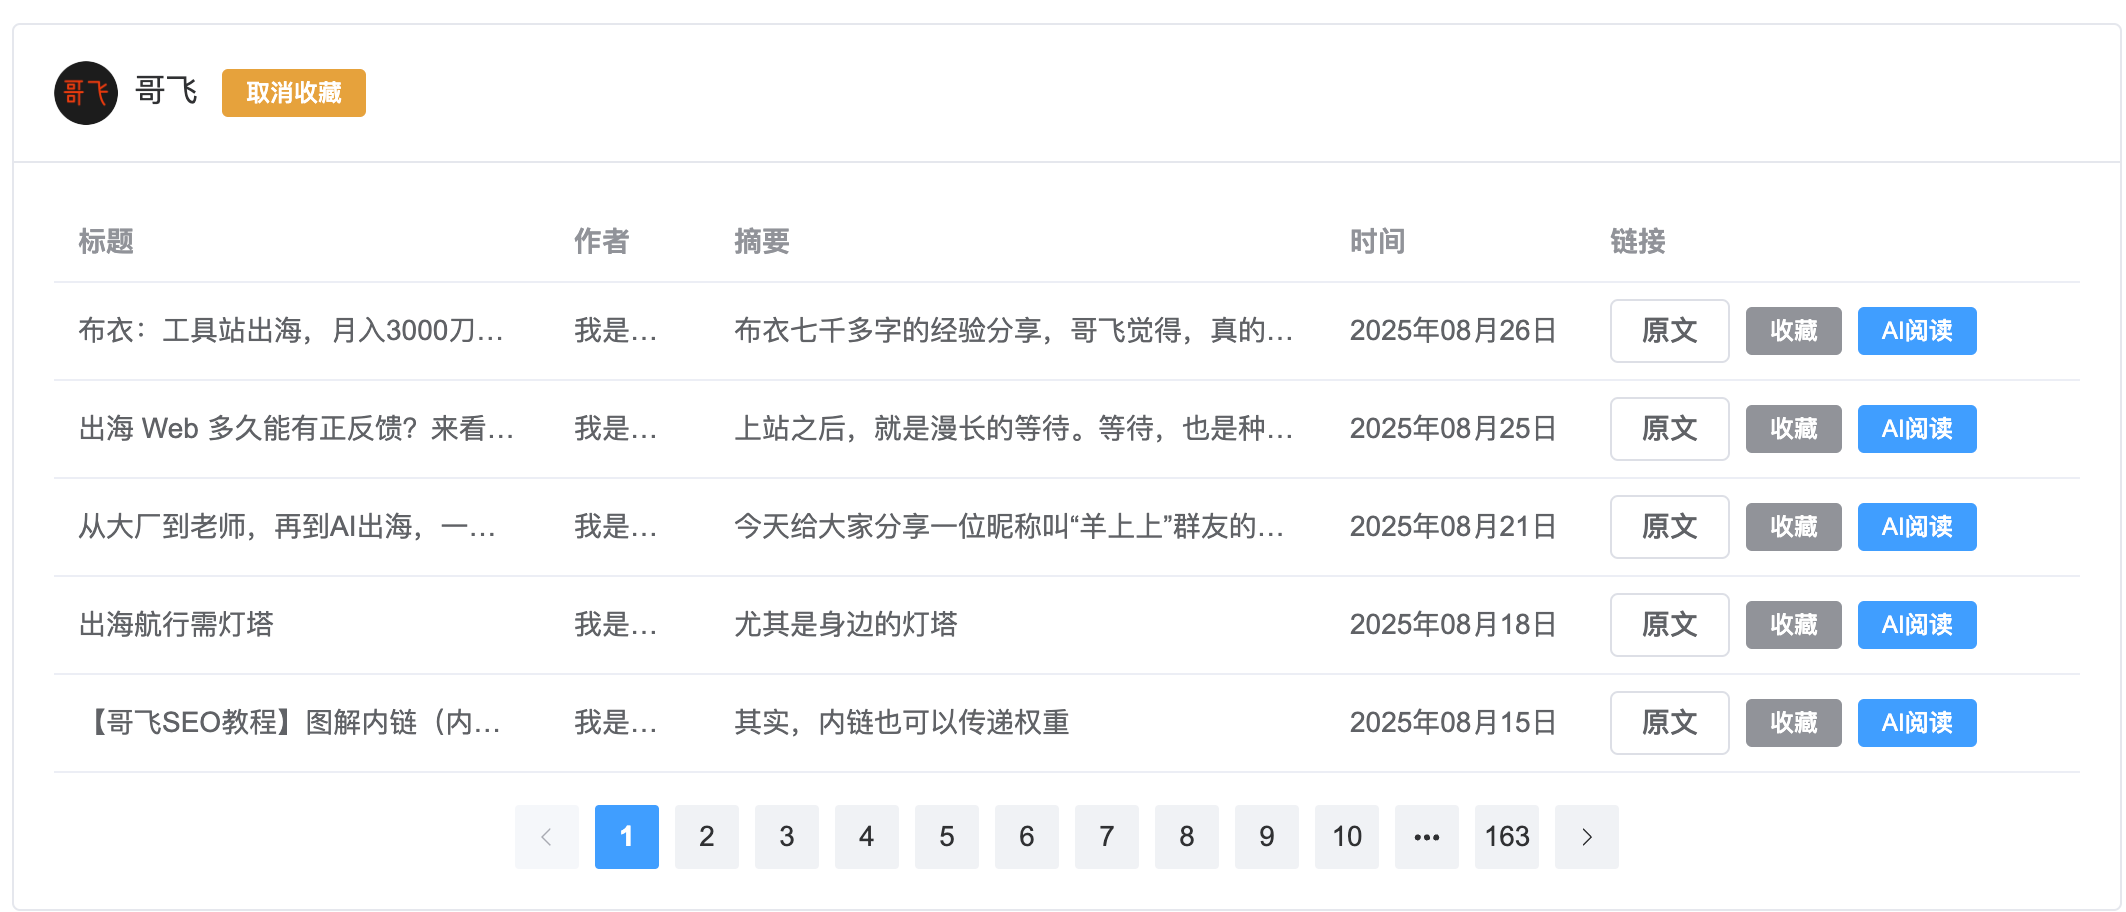 哥飞 哥飞 取消收藏
标题 作者 摘要 时间 链接
布衣：工具站出海，月入3000刀… 我是… 布衣七千多字的经验分享，哥飞觉得，真的… 2025年08月26日 原文 收藏 AI阅读
出海 Web 多久能有正反馈？来看… 我是… 上站之后，就是漫长的等待。等待，也是种… 2025年08月25日 原文 收藏 AI阅读
从大厂到老师，再到AI出海，一… 我是… 今天给大家分享一位昵称叫“羊上上”群友的… 2025年08月21日 原文 收藏 AI阅读
出海航行需灯塔 我是… 尤其是身边的灯塔 2025年08月18日 原文 收藏 AI阅读
【哥飞SEO教程】图解内链（内… 我是… 其实，内链也可以传递权重 2025年08月15日 原文 收藏 AI阅读
1 2 3 4 5 6 7 8 9 10 ••• 163